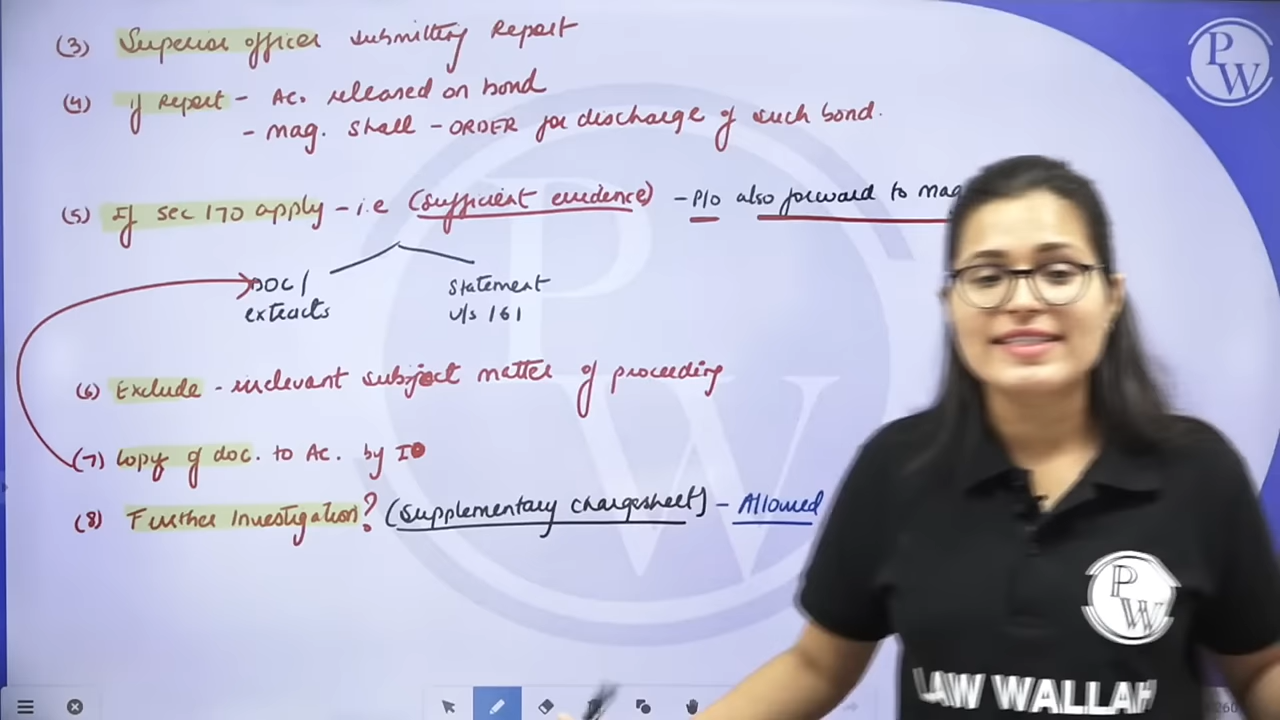 (3) Superior officer submitting Report
(4) if Report - Ac. released on bond
- mag. shall - ORDER for discharge of such bond.
(5) If sec 170 apply - i.e (sufficient evidence) - P/o also forward to mag
DOC/
extracts
statement
u/s 161
(6) Exclude - irrelevant subject matter of proceeding
(7) Copy of doc. to Ac. by IO
(8) Further Investigation? (Supplementary chargesheet) - Allowed
PW
PW
PW
LAW WALLAH